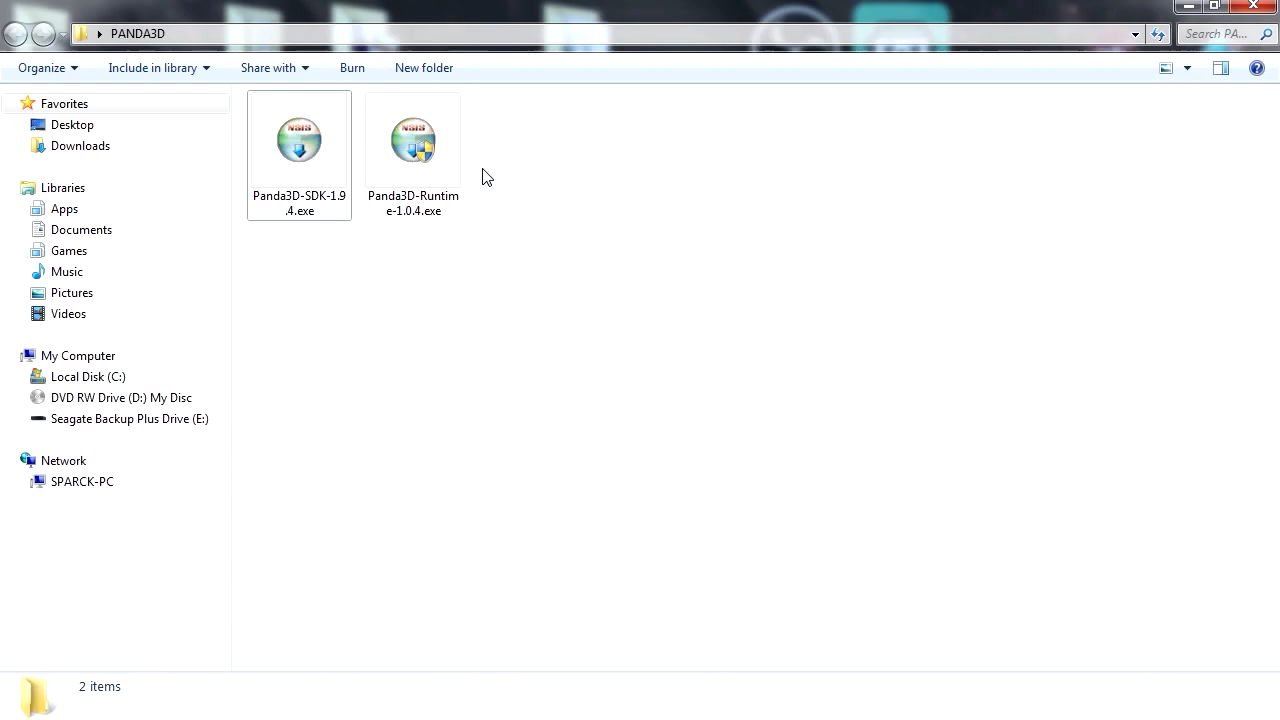 PANDA3D
Search PA...
Organize
Include in library
Share with
Burn
New folder
Favorites
Desktop
Downloads
Libraries
Apps
Documents
Games
Music
Pictures
Videos
My Computer
Local Disk (C:)
DVD RW Drive (D:) My Disc
Seagate Backup Plus Drive (E:)
Network
SPARCK-PC
NSIS
Panda3D-SDK-1.9
.4.exe
NSIS
Panda3D-Runtim
e-1.0.4.exe
2 items